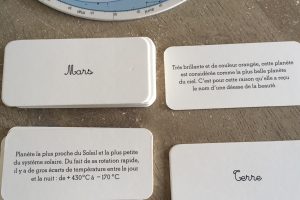 Mars
Très brillante et de couleur orangée, cette planète
est considérée comme la plus belle planète
du ciel. C'est pour cette raison qu'elle a reçu
le nom d'une déesse de la beauté.
Planète la plus proche du Soleil et la plus petite
du système solaire. Du fait de sa rotation rapide,
il y a de gros écarts de température entre le jour
et la nuit : de + 430°C à - 170 °C.
Terre